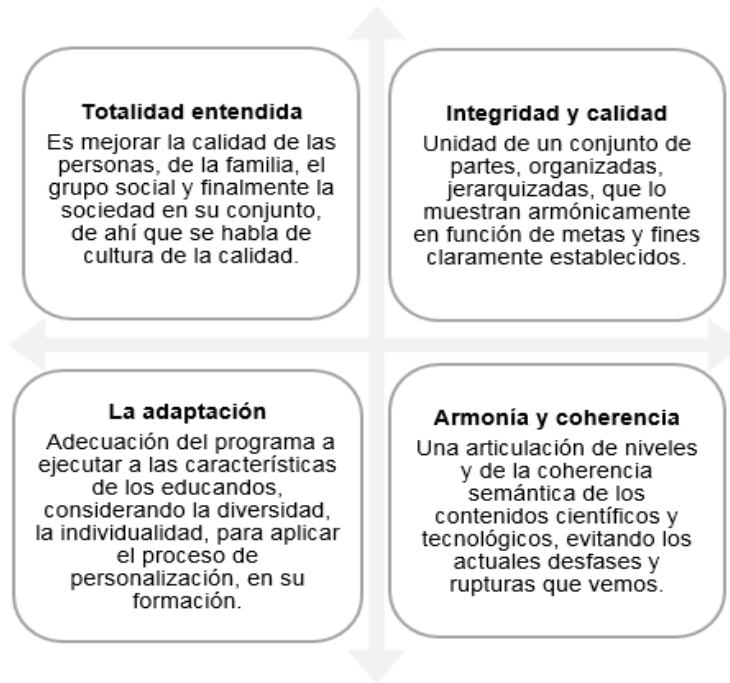 Totalidad entendida
Es mejorar la calidad de las
personas, de la familia, el
grupo social y finalmente la
sociedad en su conjunto,
de ahí que se habla de
cultura de la calidad.
Integridad y calidad
Unidad de un conjunto de
partes, organizadas,
jerarquizadas, que lo
muestran armónicamente
en función de metas y fines
claramente establecidos.
La adaptación
Adecuación del programa a
ejecutar a las características
de los educandos,
considerando la diversidad,
la individualidad, para aplicar
el proceso de
personalización, en su
formación.
Armonía y coherencia
Una articulación de niveles
y de la coherencia
semántica de los
contenidos científicos y
tecnológicos, evitando los
actuales desfases y
rupturas que vemos.